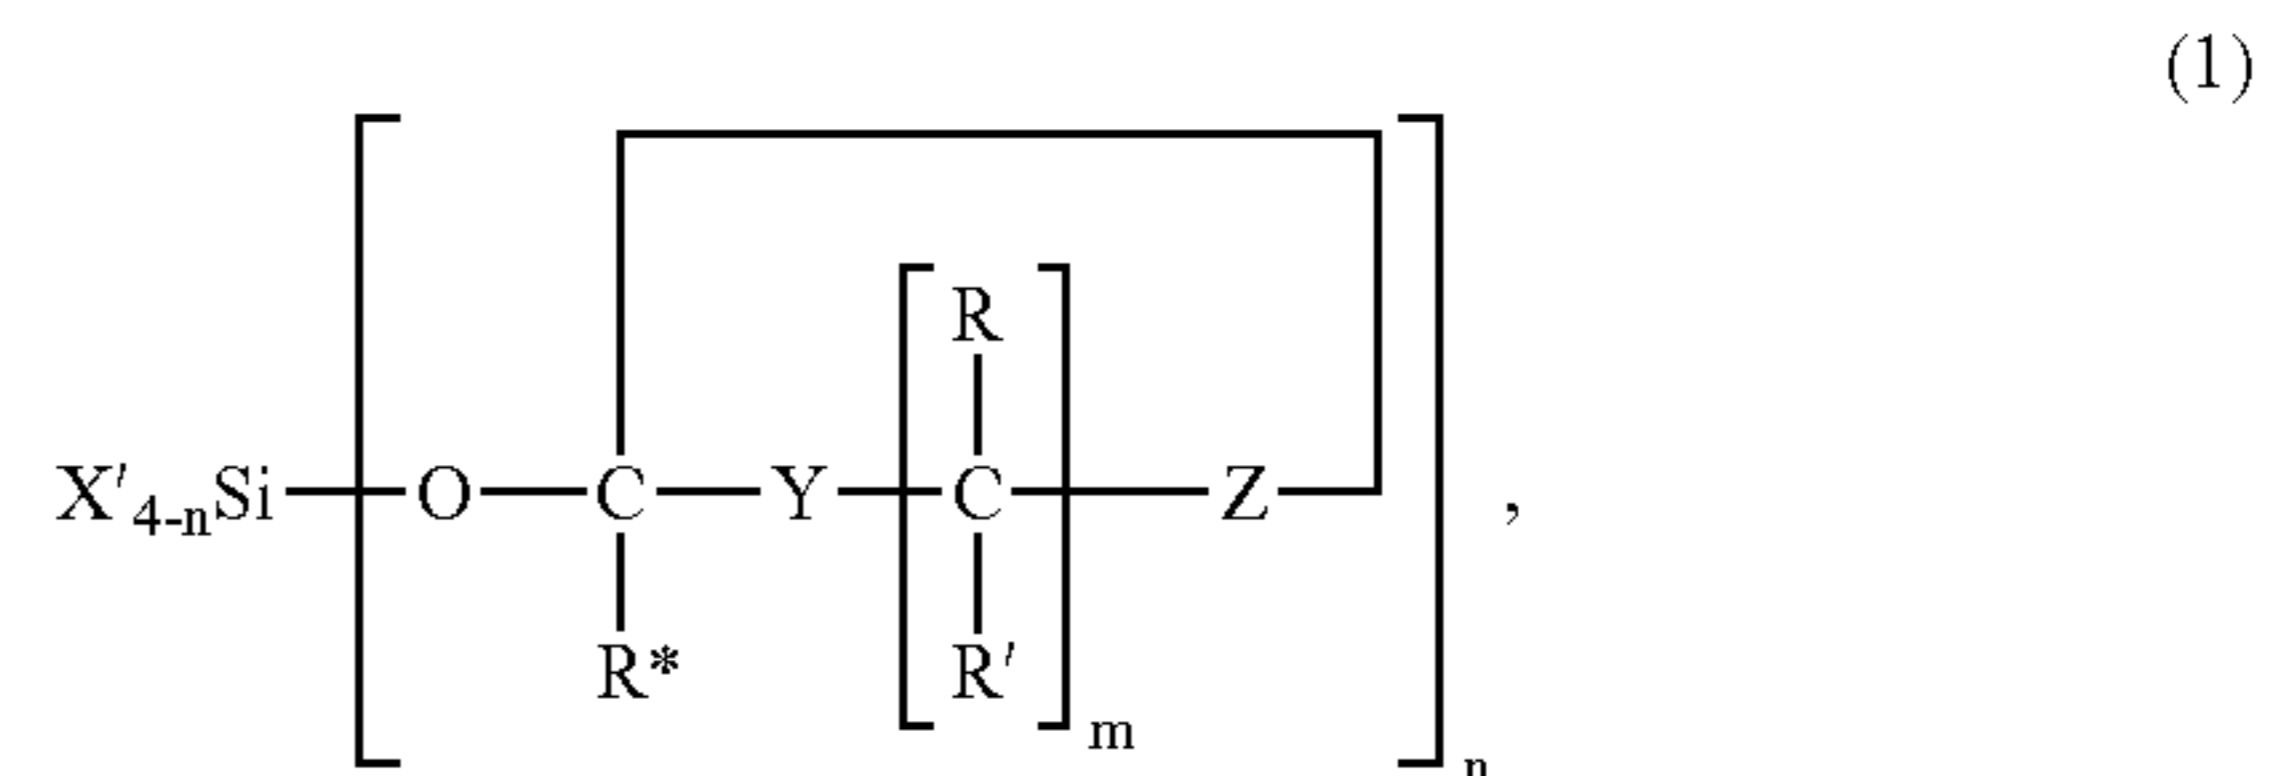 (1)
R
X′4-nSi—O—C—Y—C—Z ,
R* R′
m
n